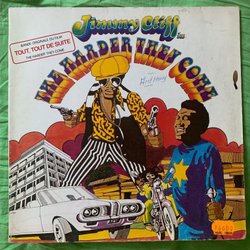 Jimmy Cliff
in
BANDE ORIGINALE DU FILM
TOUT, TOUT DE SUITE
THE HARDER THEY COME
THE HARDER THEY COME